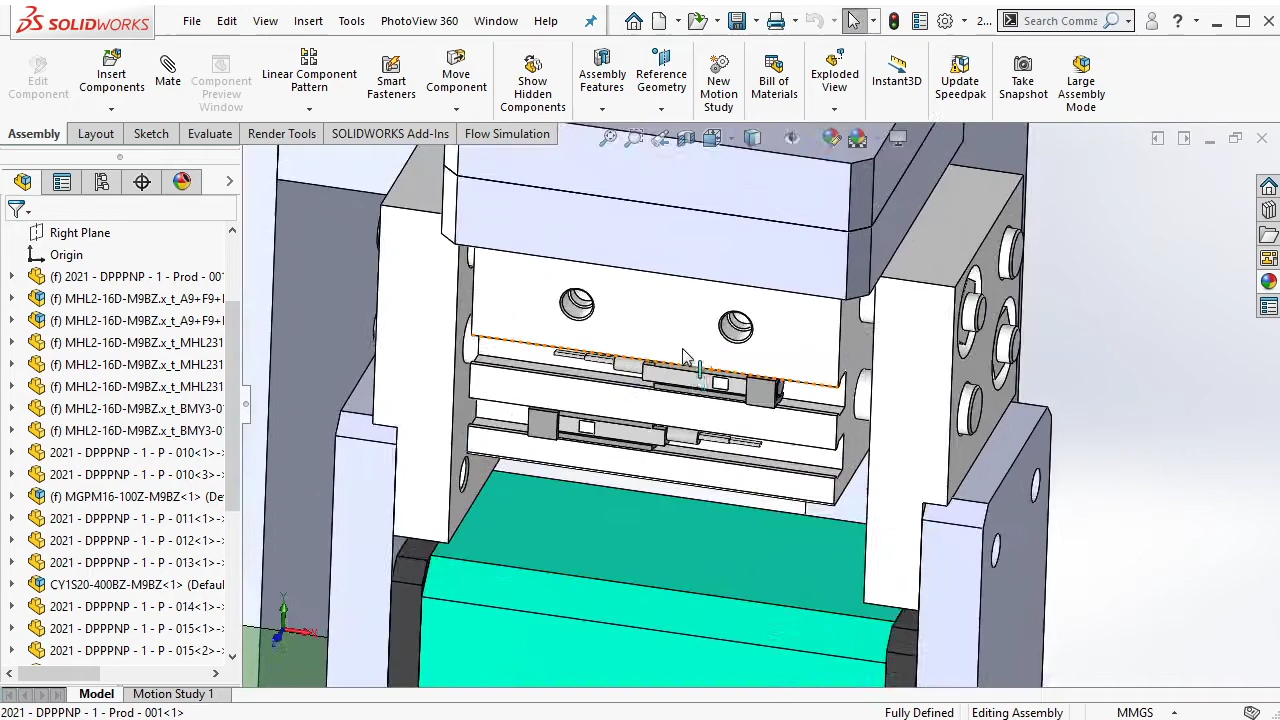 SOLIDWORKS
File Edit View Insert Tools PhotoView 360 Window Help
2...
Search Comma
Edit Component
Insert Components
Mate
Component Preview Window
Linear Component Pattern
Smart Fasteners
Move Component
Show Hidden Components
Assembly Features
Reference Geometry
New Motion Study
Bill of Materials
Exploded View
Instant3D
Update Speedpak
Take Snapshot
Large Assembly Mode
Assembly Layout Sketch Evaluate Render Tools SOLIDWORKS Add-Ins Flow Simulation
Right Plane
Origin
(f) 2021 - DPPPNP - 1 - Prod - 001
(f) MHL2-16D-M9BZ.x_t_A9+F9+
(f) MHL2-16D-M9BZ.x_t_A9+F9+
(f) MHL2-16D-M9BZ.x_t_MHL231
(f) MHL2-16D-M9BZ.x_t_MHL231
(f) MHL2-16D-M9BZ.x_t_MHL231
(f) MHL2-16D-M9BZ.x_t_BMY3-0
(f) MHL2-16D-M9BZ.x_t_BMY3-0
2021 - DPPPNP - 1 - P - 010<1>
2021 - DPPPNP - 1 - P - 010<3>
(f) MGPM16-100Z-M9BZ<1> (De
2021 - DPPPNP - 1 - P - 011<1>
2021 - DPPPNP - 1 - P - 012<1>
2021 - DPPPNP - 1 - P - 013<1>
CY1S20-400BZ-M9BZ<1> (Defau
2021 - DPPPNP - 1 - P - 014<1>
2021 - DPPPNP - 1 - P - 015<1>
2021 - DPPPNP - 1 - P - 015<2>
Y
X
Z
Model Motion Study 1
2021 - DPPPNP - 1 - Prod - 001<1> Fully Defined Editing Assembly MMGS